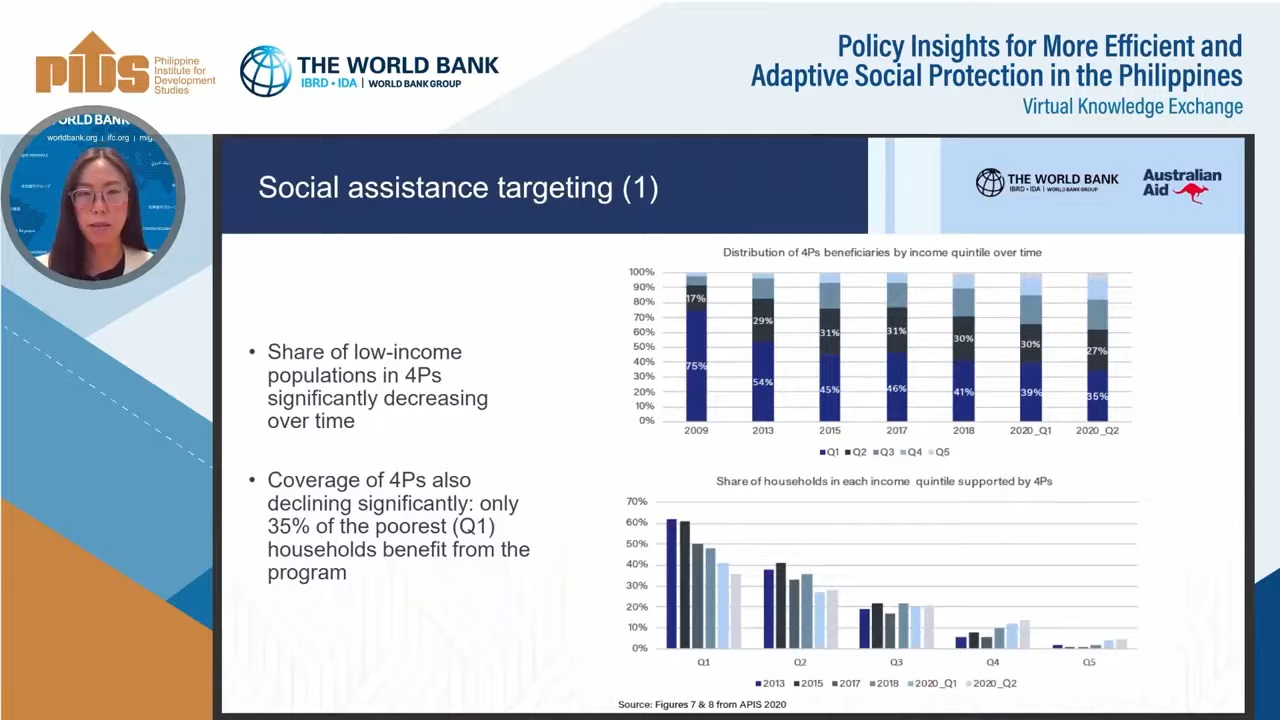 PIDS
Philippine
Institute for
Development
Studies
THE WORLD BANK
IBRD • IDA | WORLD BANK GROUP
Policy Insights for More Efficient and
Adaptive Social Protection in the Philippines
Virtual Knowledge Exchange
WORLD BANK
worldbank.org | ifc.org | mig
Social assistance targeting (1)
THE WORLD BANK
IBRD • IDA | WORLD BANK GROUP
Australian
Aid
• Share of low-income
populations in 4Ps
significantly decreasing
over time
• Coverage of 4Ps also
declining significantly: only
35% of the poorest (Q1)
households benefit from the
program
Distribution of 4Ps beneficiaries by income quintile over time
100%
90%
80%
70%
60%
50%
40%
30%
20%
10%
0%
17% 29% 31% 31% 30% 30% 27%
75% 54% 45% 46% 41% 39% 35%
2009 2013 2015 2017 2018 2020_Q1 2020_Q2
Q1 Q2 Q3 Q4 Q5
Share of households in each income quintile supported by 4Ps
70%
60%
50%
40%
30%
20%
10%
0%
Q1 Q2 Q3 Q4 Q5
2013 2015 2017 2018 2020_Q1 2020_Q2
Source: Figures 7 & 8 from APIS 2020